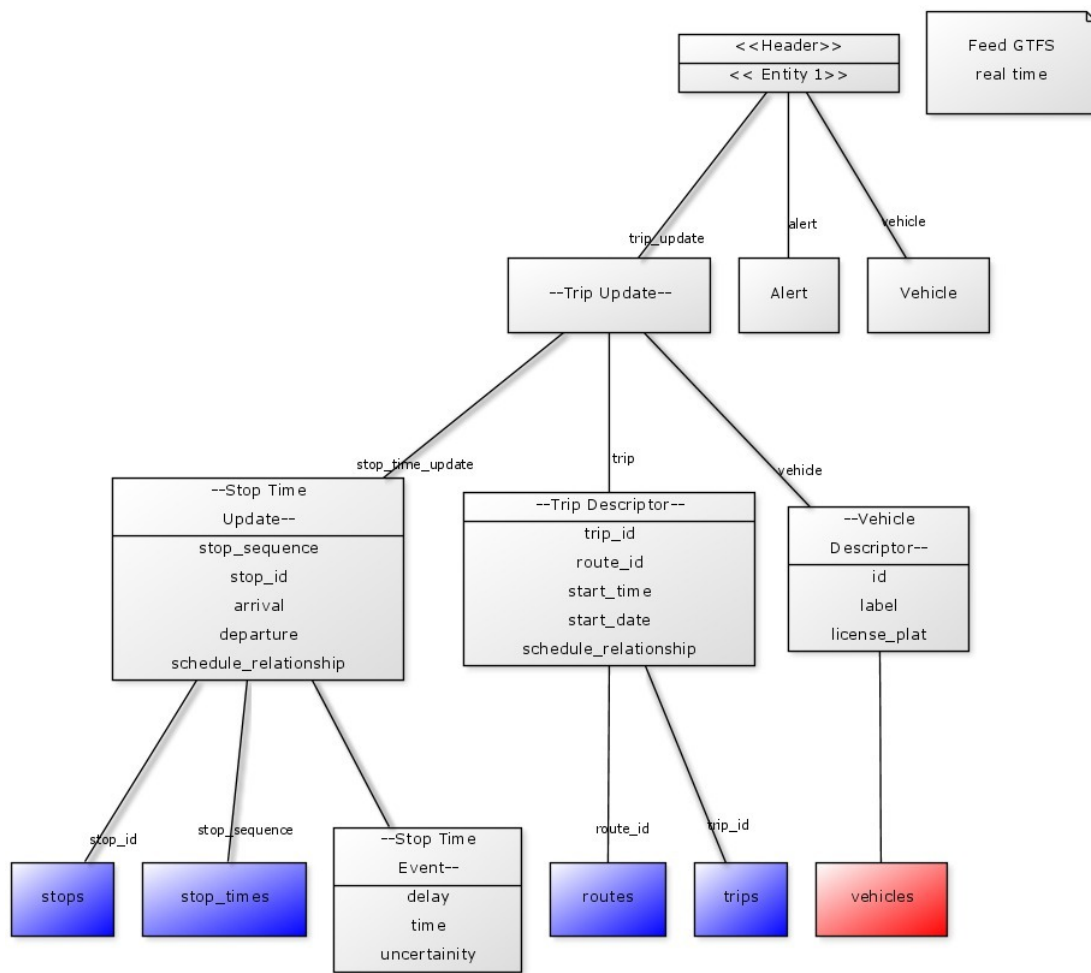 <<Header>>
<< Entity 1>>
Feed GTFS
real time
trip_update
alert
vehicle
--Trip Update--
Alert
Vehicle
stop_time_update
trip
vehicle
--Stop Time
Update--
stop_sequence
stop_id
arrival
departure
schedule_relationship
--Trip Descriptor--
trip_id
route_id
start_time
start_date
schedule_relationship
--Vehicle
Descriptor--
id
label
license_plat
stop_id
stop_sequence
route_id
trip_id
stops
stop_times
--Stop Time
Event--
delay
time
uncertainity
routes
trips
vehicles